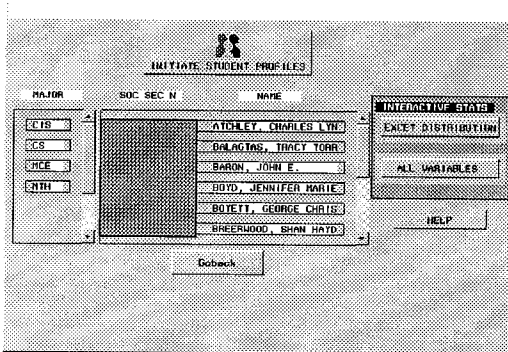 INITIATE STUDENT PROFILES
MAJOR SOC SEC N NAME
INTERACTIVE STATS
CIS ATCHLEY, CHARLES LYN EXCET DISTRIBUTION
CS BALAGTAS, TRACY TORR
MCE BARON, JOHN E. ALL VARIABLES
MTH BOYD, JENNIFER MARIE
BOYETT, GEORGE CHRIS HELP
BREERWOOD, SHAN HAYD
Goback